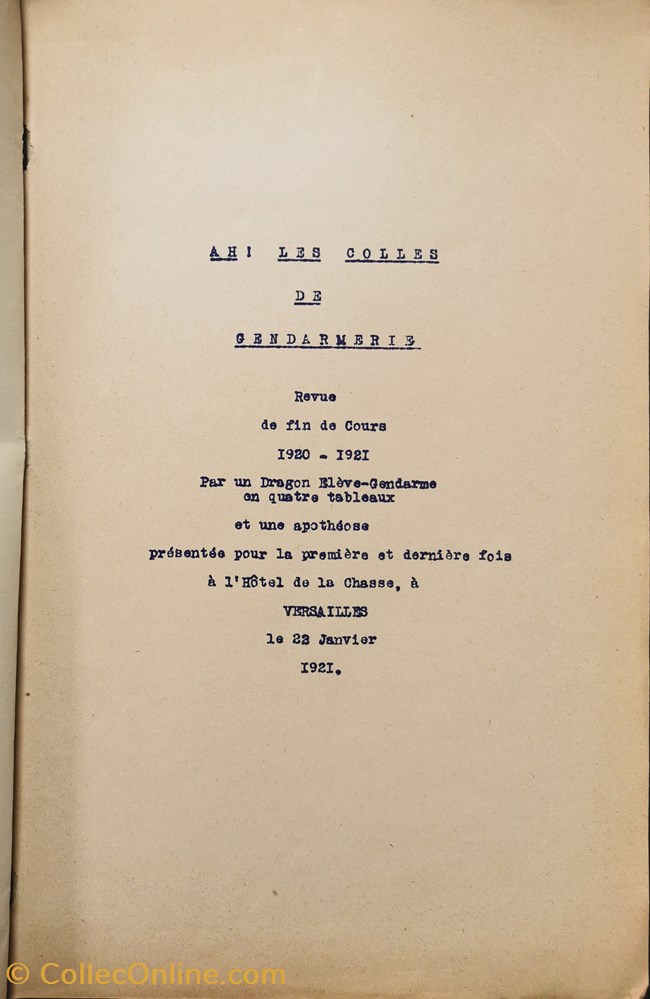 AH! LES COLLES
DE
GENDARMERIE
Revue
de fin de Cours
1920 - 1921
Par un Dragon Elève-Gendarme
en quatre tableaux
et une apothéose
présentée pour la première et dernière fois
à l'Hôtel de la Chasse, à
VERSAILLES
le 22 Janvier
1921.
© CollecOnline.com